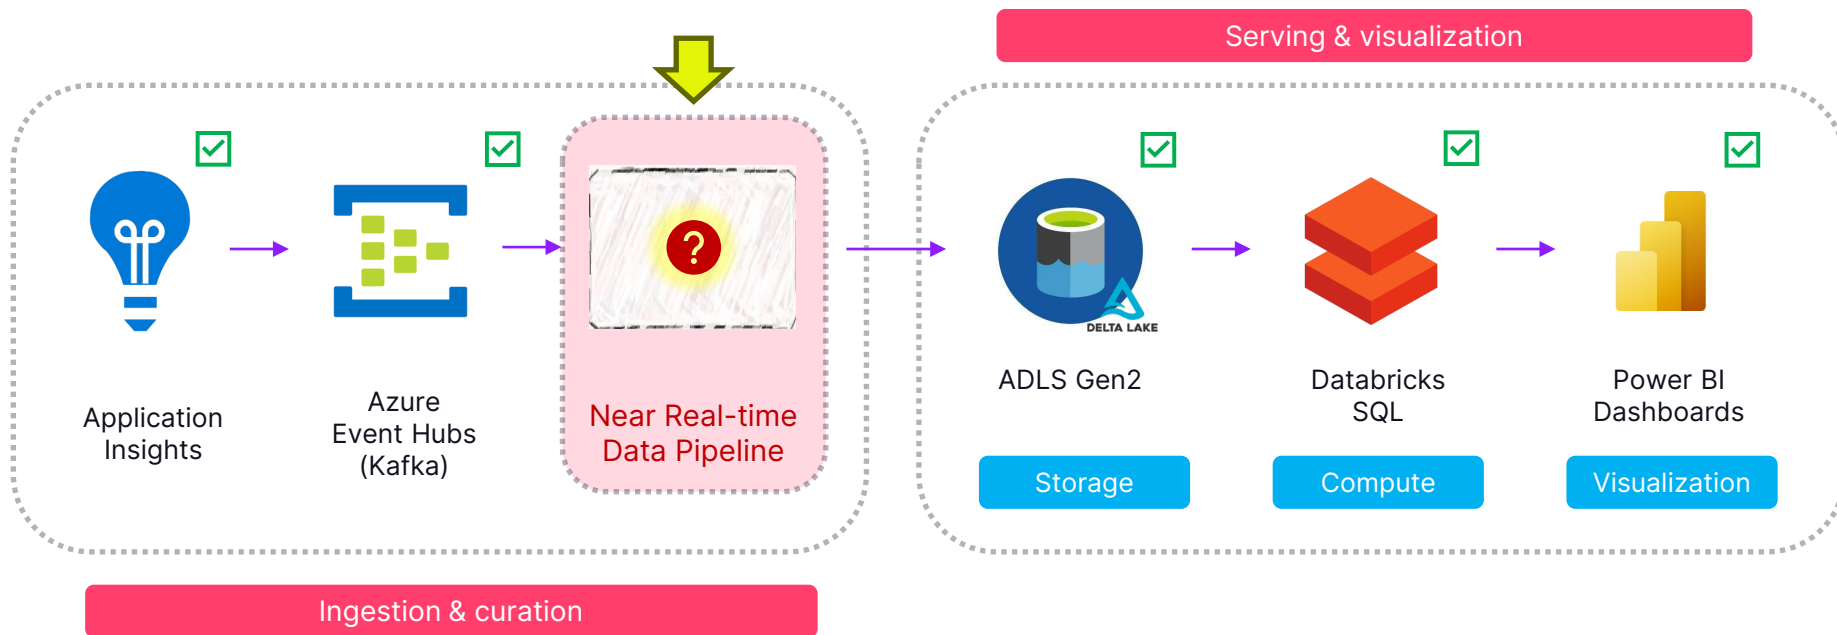 Serving & visualization
?
Application
Insights
Azure
Event Hubs
(Kafka)
Near Real-time
Data Pipeline
DELTA LAKE
ADLS Gen2
Databricks
SQL
Power BI
Dashboards
Storage
Compute
Visualization
Ingestion & curation